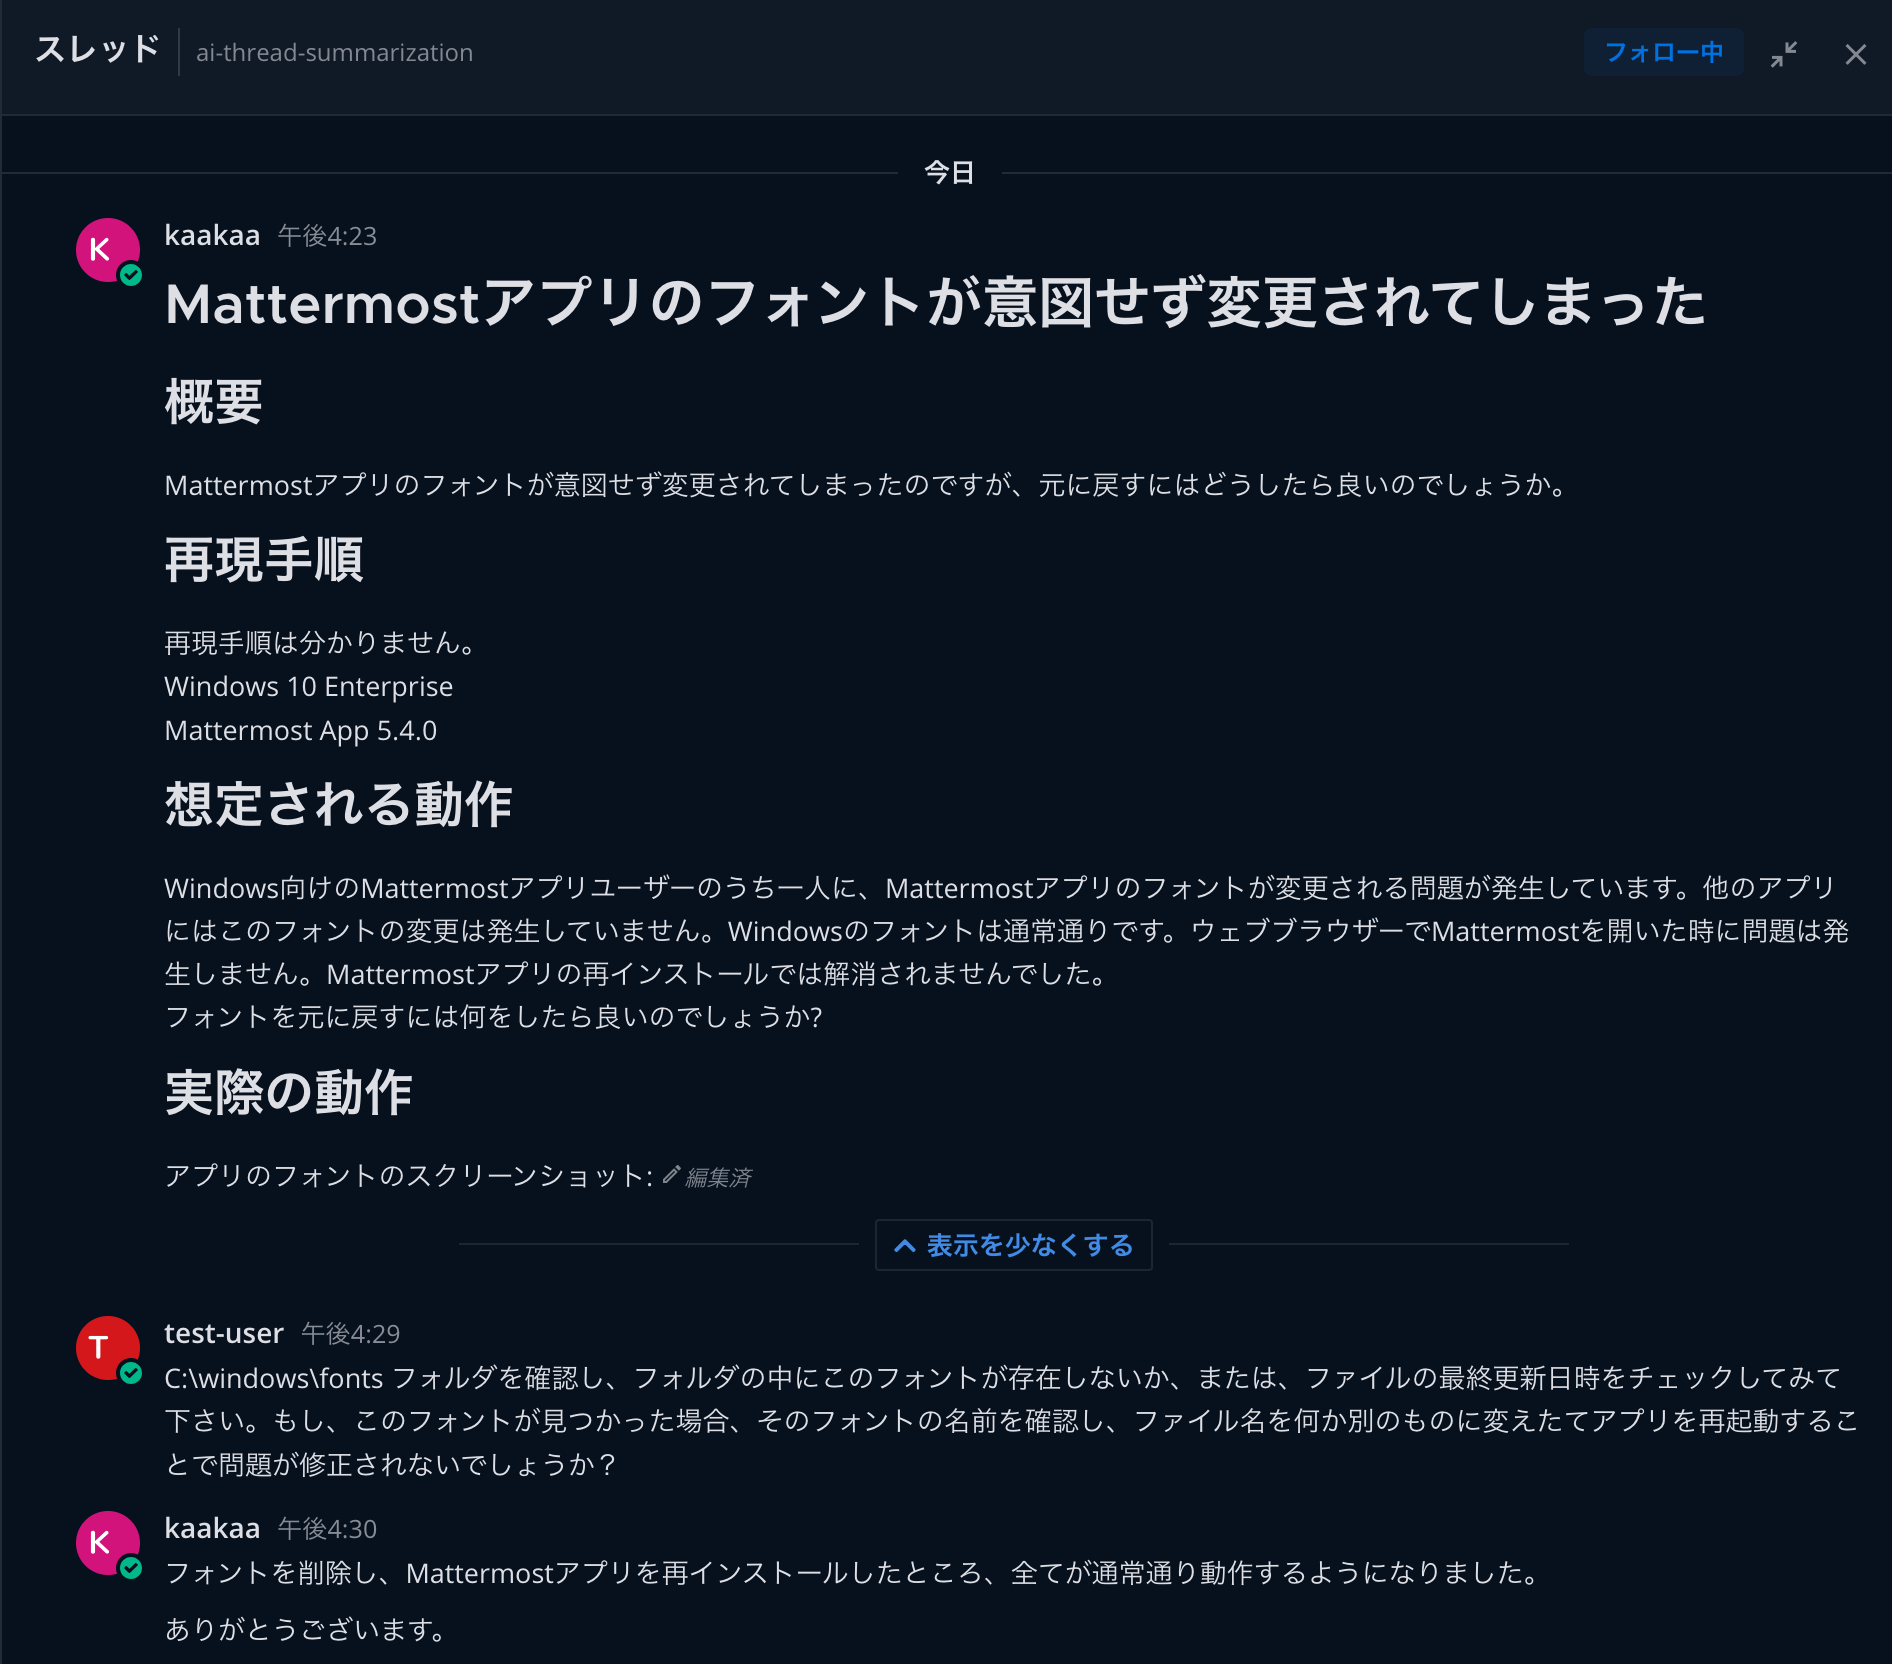 スレッド ai-thread-summarization フォロー中
今日
K kaakaa 午後4:23
Mattermostアプリのフォントが意図せず変更されてしまった
概要
Mattermostアプリのフォントが意図せず変更されてしまったのですが、元に戻すにはどうしたら良いのでしょうか。
再現手順
再現手順は分かりません。
Windows 10 Enterprise
Mattermost App 5.4.0
想定される動作
Windows向けのMattermostアプリユーザーのうち一人に、Mattermostアプリのフォントが変更される問題が発生しています。他のアプリ
にはこのフォントの変更は発生していません。Windowsのフォントは通常通りです。ウェブブラウザーでMattermostを開いた時に問題は発
生しません。Mattermostアプリの再インストールでは解消されませんでした。
フォントを元に戻すには何をしたら良いのでしょうか?
実際の動作
アプリのフォントのスクリーンショット: 編集済
表示を少なくする
T test-user 午後4:29
C:\windows\fonts フォルダを確認し、フォルダの中にこのフォントが存在しないか、または、ファイルの最終更新日時をチェックしてみて
下さい。もし、このフォントが見つかった場合、そのフォントの名前を確認し、ファイル名を何か別のものに変えたてアプリを再起動するこ
とで問題が修正されないでしょうか？
K kaakaa 午後4:30
フォントを削除し、Mattermostアプリを再インストールしたところ、全てが通常通り動作するようになりました。
ありがとうございます。